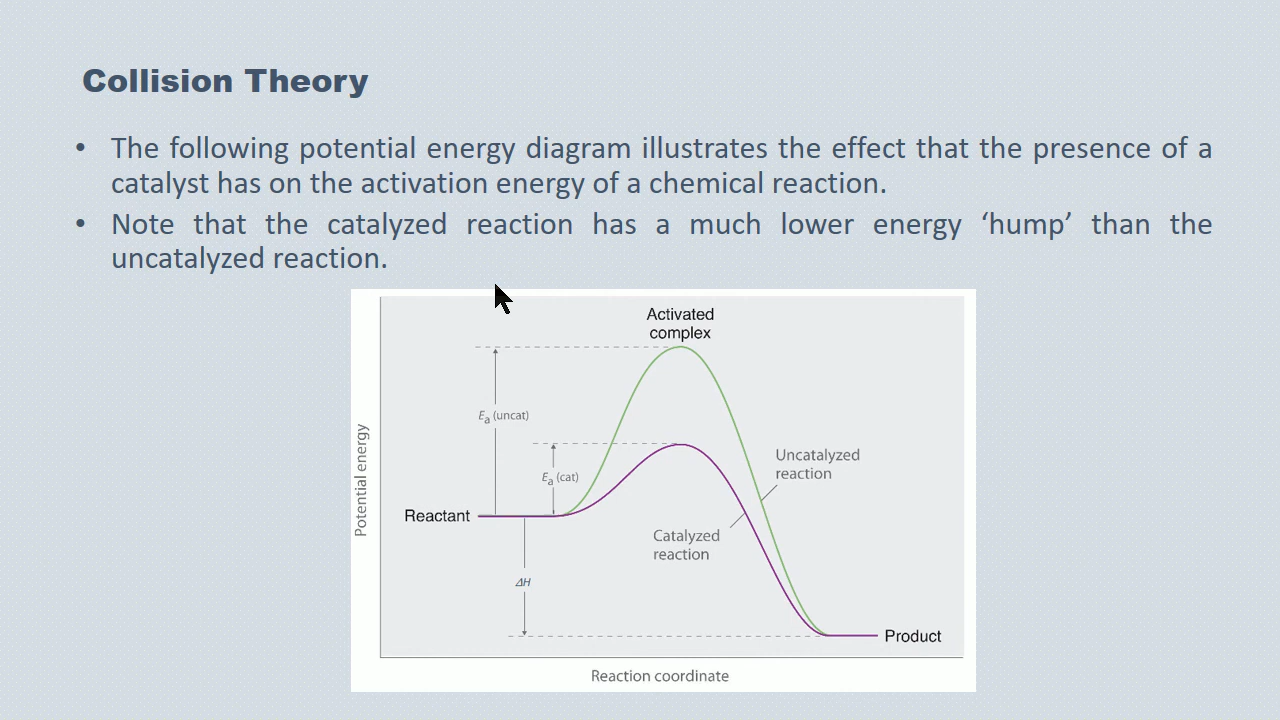 Collision Theory
• The following potential energy diagram illustrates the effect that the presence of a
catalyst has on the activation energy of a chemical reaction.
• Note that the catalyzed reaction has a much lower energy ‘hump’ than the
uncatalyzed reaction.
Activated
complex
Ea (uncat)
Ea (cat)
Uncatalyzed
reaction
Potential energy
Reactant
Catalyzed
reaction
ΔH
Product
Reaction coordinate